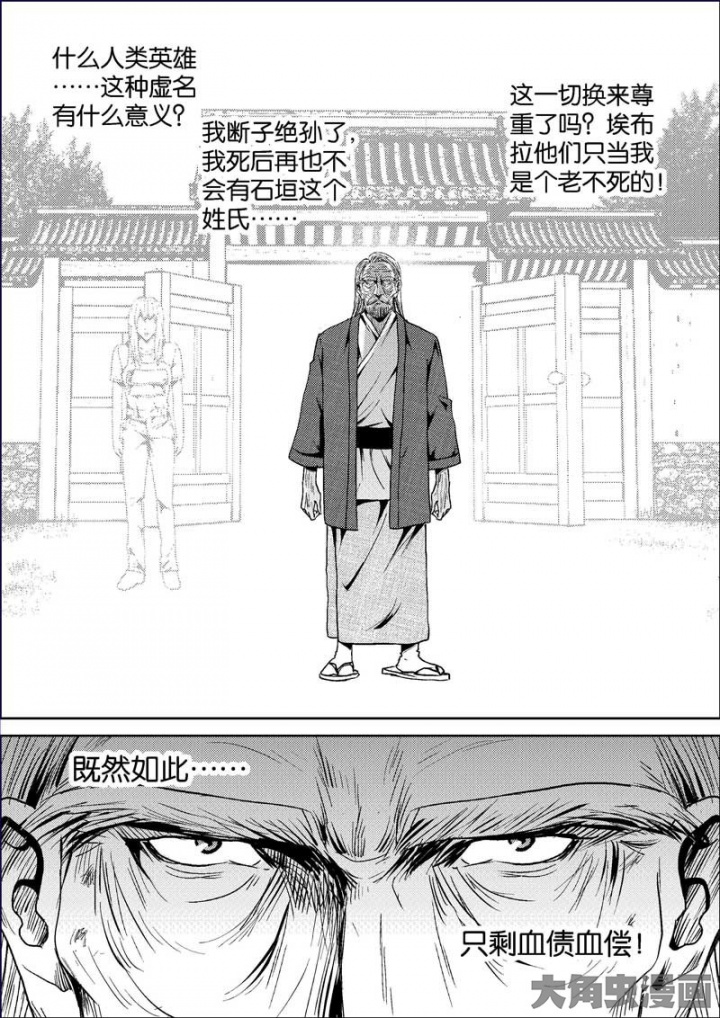 这一切换来尊
重了吗？埃布
拉他们只当我
是个老不死的！
我断子绝孙了，
我死后再也不
会有石垣这个
姓氏……
什么人类英雄
……这种虚名
有什么意义？
既然如此……
只剩血债血偿！
大角虫漫画